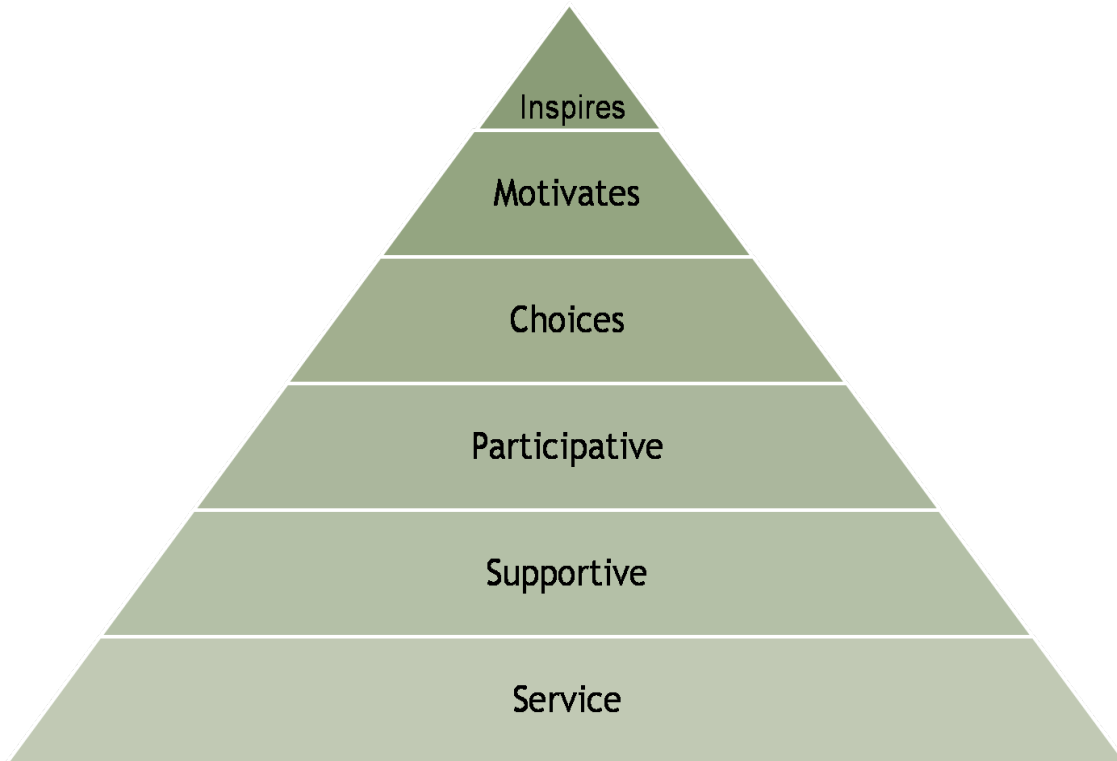 Inspires
Motivates
Choices
Participative
Supportive
Service